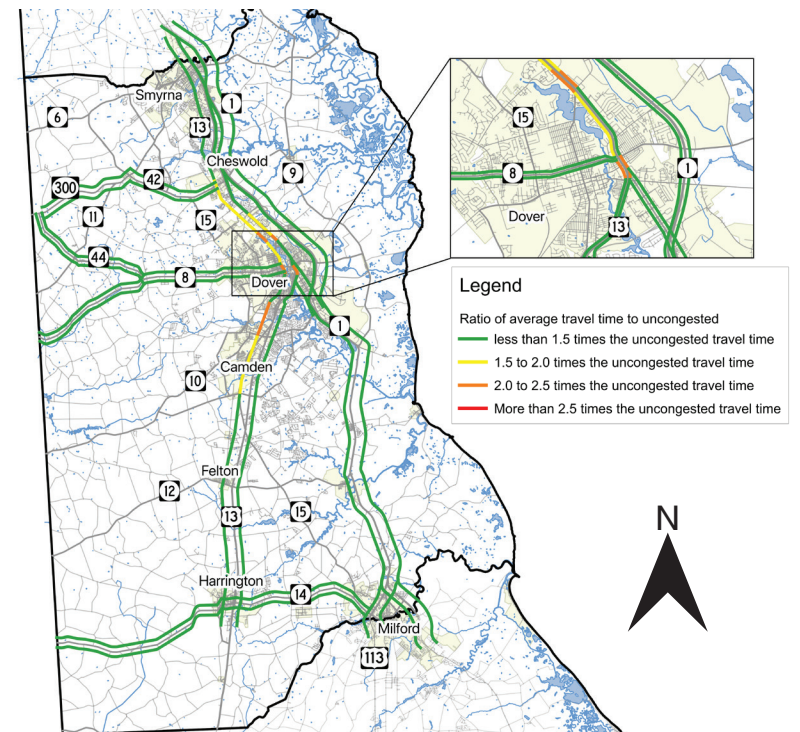 Smyrna
1
6
13
Cheswold
9
42
300
11
15
44
8
Dover
1
Camden
10
Felton
12
13
15
Harrington
14
Milford
113
15
8
1
Dover
13
Legend
Ratio of average travel time to uncongested
less than 1.5 times the uncongested travel time
1.5 to 2.0 times the uncongested travel time
2.0 to 2.5 times the uncongested travel time
More than 2.5 times the uncongested travel time
N